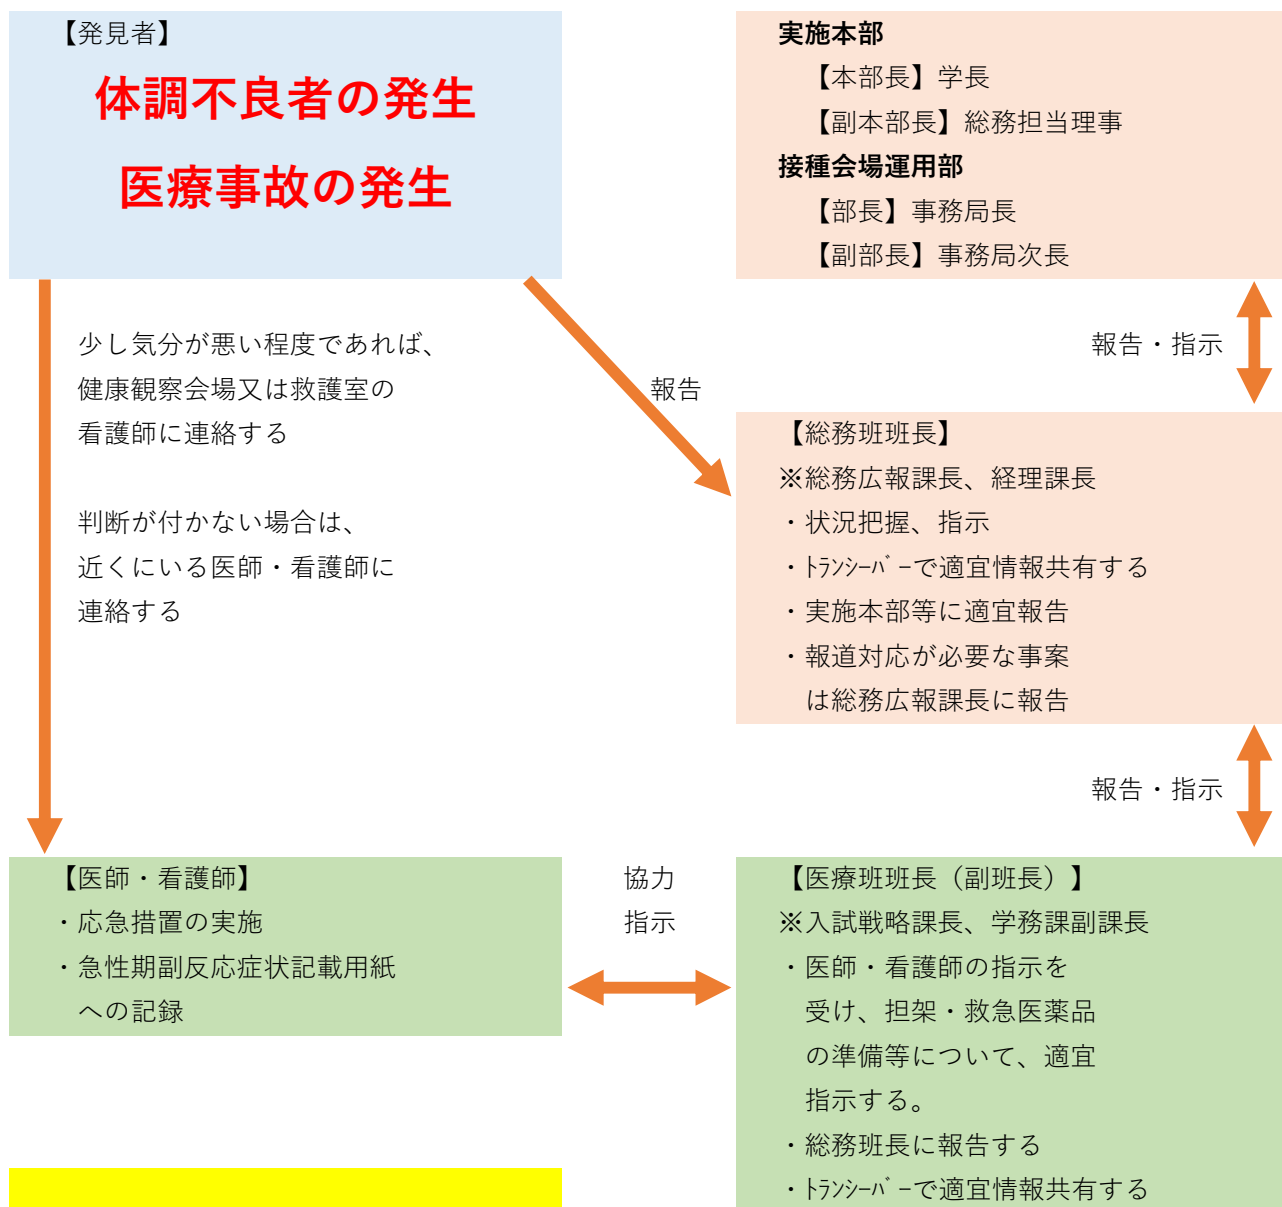 【発見者】
体調不良者の発生
医療事故の発生
実施本部
【本部長】学長
【副本部長】総務担当理事
接種会場運用部
【部長】事務局長
【副部長】事務局次長
少し気分が悪い程度であれば、
健康観察会場又は救護室の
看護師に連絡する
判断が付かない場合は、
近くにいる医師・看護師に
連絡する
報告
報告・指示
【総務班班長】
※総務広報課長、経理課長
・状況把握、指示
・ﾄﾗﾝｼｰﾊﾞｰで適宜情報共有する
・実施本部等に適宜報告
・報道対応が必要な事案
は総務広報課長に報告
報告・指示
【医師・看護師】
・応急措置の実施
・急性期副反応症状記載用紙
への記録
協力
指示
【医療班班長（副班長）】
※入試戦略課長、学務課副課長
・医師・看護師の指示を
受け、担架・救急医薬品
の準備等について、適宜
指示する。
・総務班長に報告する
・ﾄﾗﾝｼｰﾊﾞｰで適宜情報共有する